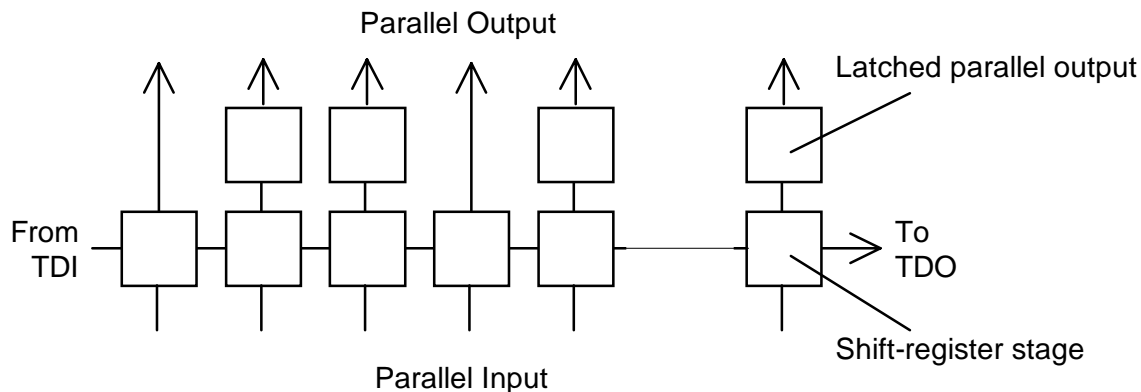 Parallel Output
Latched parallel output
From
TDI
To
TDO
Shift-register stage
Parallel Input